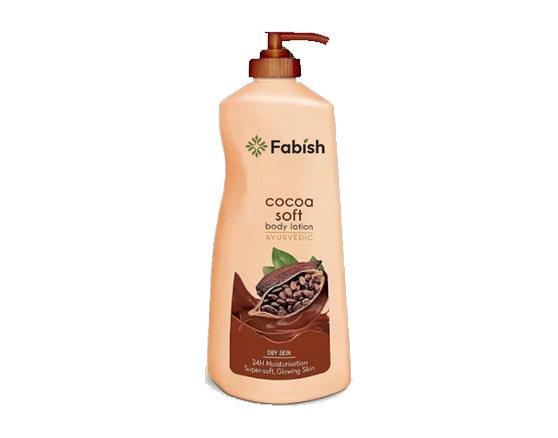 Fabish
cocoa
soft
body lotion
AYURVEDIC
DRY SKIN
24H Moisturisation
Super-soft, Glowing Skin